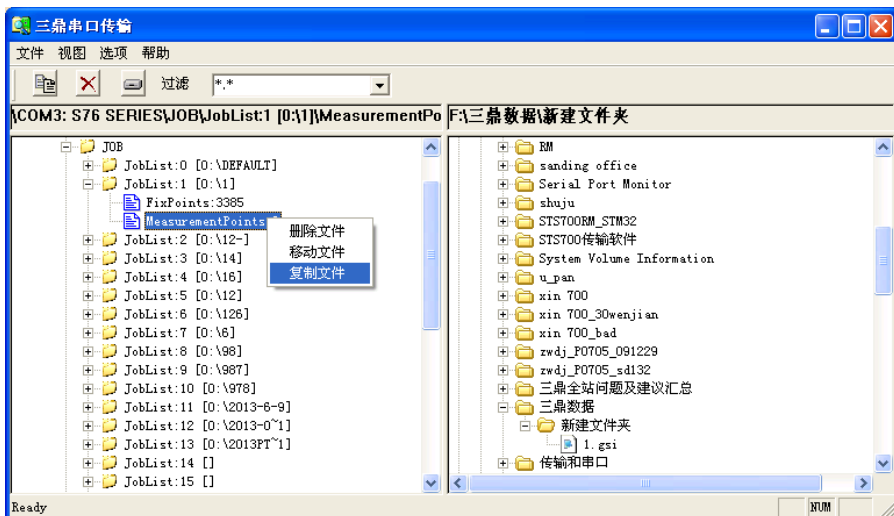 三鼎串口传输
文件 视图 选项 帮助
过滤 *.*
\COM3: S76 SERIES\JOB\JobList:1 [0:\1]\MeasurementPo
F:\三鼎数据\新建文件夹
JOB
JobList:0 [0:\DEFAULT]
JobList:1 [0:\1]
FixPoints:3385
MeasurementPoints
JobList:2 [0:\12-]
JobList:3 [0:\14]
JobList:4 [0:\16]
JobList:5 [0:\12]
JobList:6 [0:\126]
JobList:7 [0:\6]
JobList:8 [0:\98]
JobList:9 [0:\987]
JobList:10 [0:\978]
JobList:11 [0:\2013-6-9]
JobList:12 [0:\2013-0~1]
JobList:13 [0:\2013PT~1]
JobList:14 []
JobList:15 []
删除文件
移动文件
复制文件
RM
sanding office
Serial Port Monitor
shuju
STS700RM_STM32
STS700传输软件
System Volume Information
u_pan
xin 700
xin 700_30wenjian
xin 700_bad
zwdj_P0705_091229
zwdj_P0705_sd132
三鼎全站问题及建议汇总
三鼎数据
新建文件夹
1.gsi
传输和串口
Ready
NUM